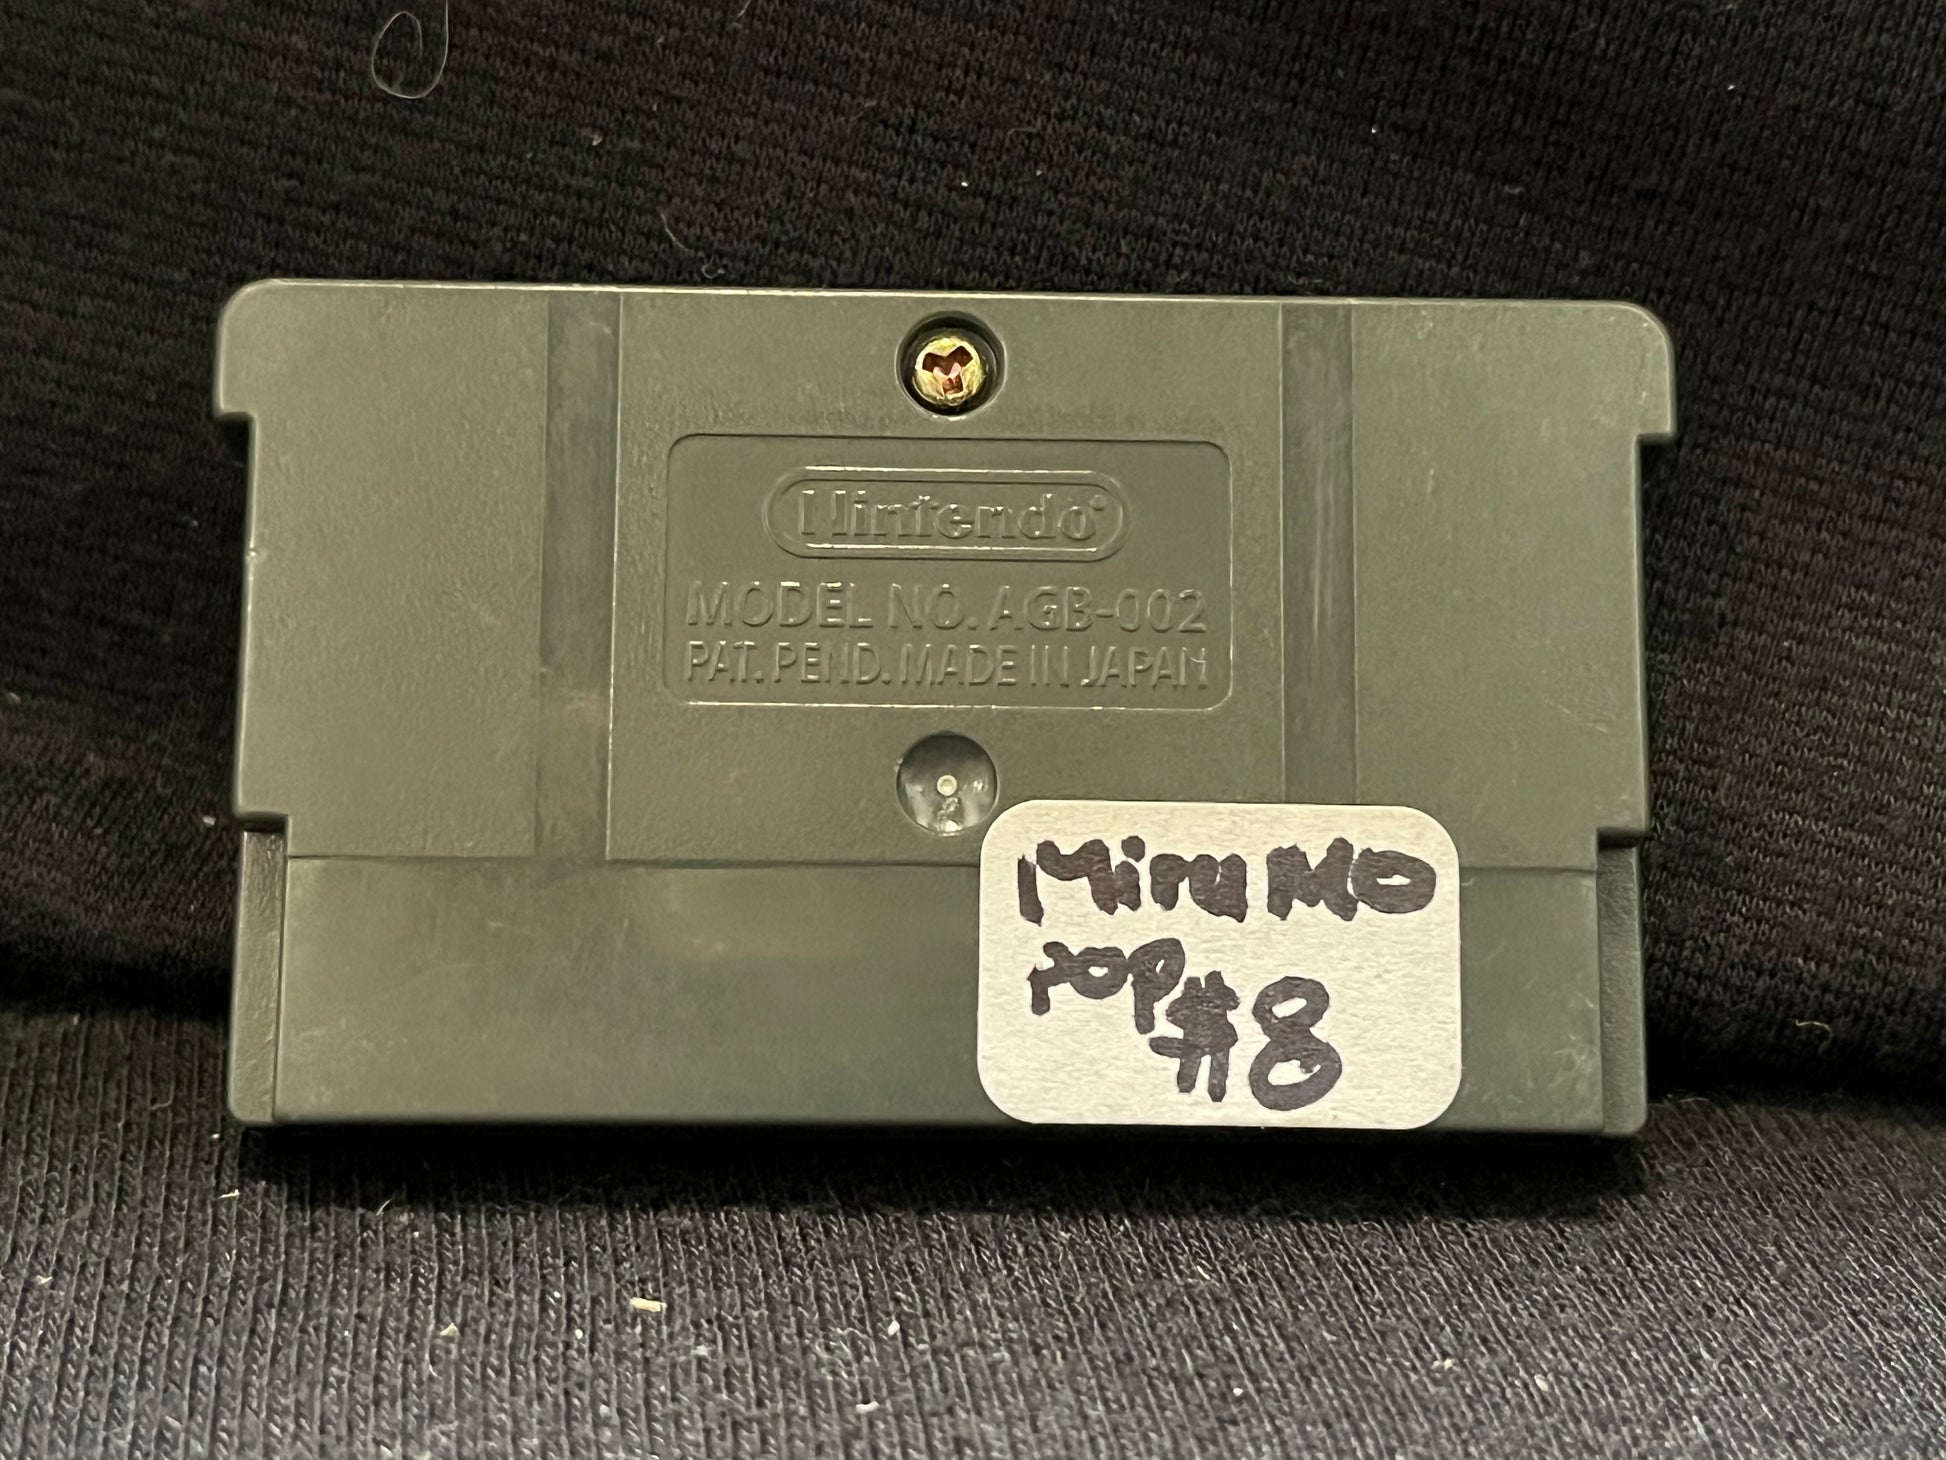 Nintendo®
MODEL NO. AGB-002
PAT. PEND. MADE IN JAPAN
MiruMO
POP
#8